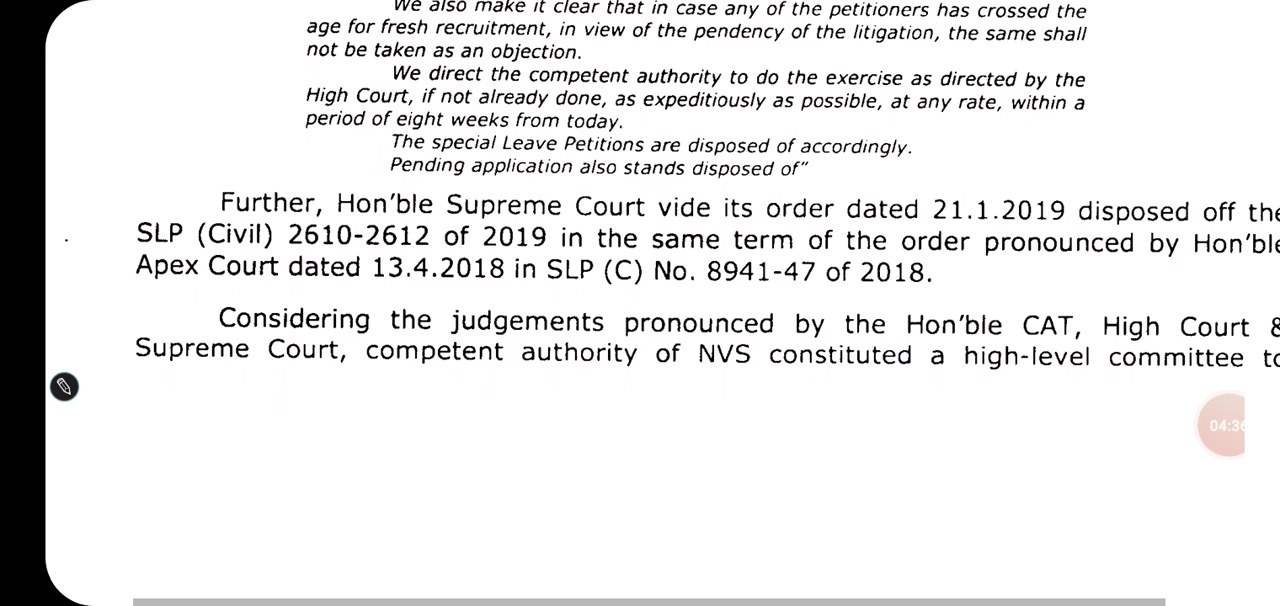 We also make it clear that in case any of the petitioners has crossed the
age for fresh recruitment, in view of the pendency of the litigation, the same shall
not be taken as an objection.
We direct the competent authority to do the exercise as directed by the
High Court, if not already done, as expeditiously as possible, at any rate, within a
period of eight weeks from today.
The special Leave Petitions are disposed of accordingly.
Pending application also stands disposed of”
Further, Hon’ble Supreme Court vide its order dated 21.1.2019 disposed off the
SLP (Civil) 2610-2612 of 2019 in the same term of the order pronounced by Hon’ble
Apex Court dated 13.4.2018 in SLP (C) No. 8941-47 of 2018.
Considering the judgements pronounced by the Hon’ble CAT, High Court &
Supreme Court, competent authority of NVS constituted a high-level committee to
04:36